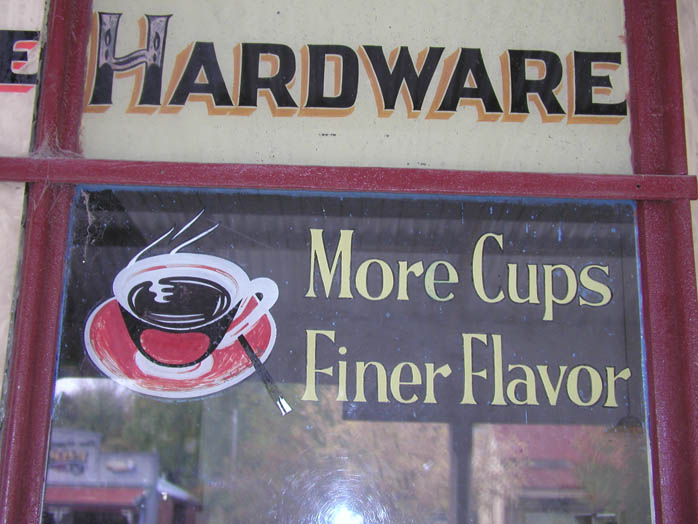 E HARDWARE
More Cups
Finer Flavor